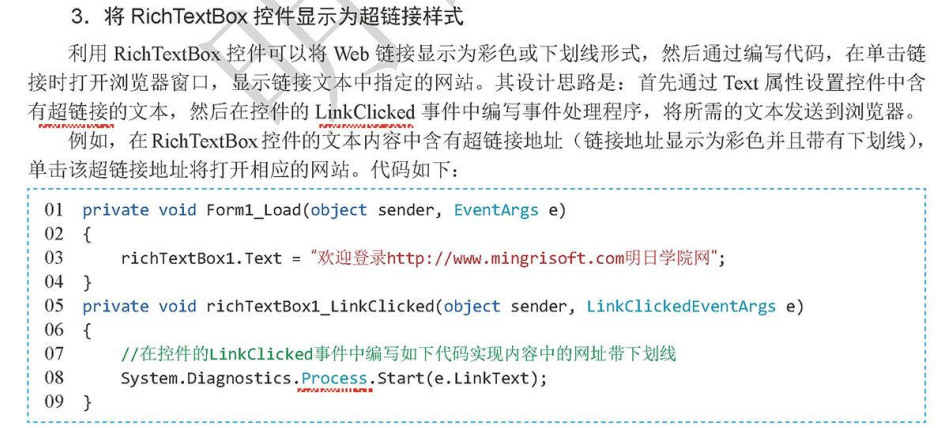 3．将 RichTextBox 控件显示为超链接样式
利用 RichTextBox 控件可以将 Web 链接显示为彩色或下划线形式，然后通过编写代码，在单击链
接时打开浏览器窗口，显示链接文本中指定的网站。其设计思路是：首先通过 Text 属性设置控件中含
有超链接的文本，然后在控件的 LinkClicked 事件中编写事件处理程序，将所需的文本发送到浏览器。
例如，在 RichTextBox 控件的文本内容中含有超链接地址（链接地址显示为彩色并且带有下划线），
单击该超链接地址将打开相应的网站。代码如下：
01 private void Form1_Load(object sender, EventArgs e)
02 {
03 richTextBox1.Text = “欢迎登录http://www.mingrisoft.com明日学院网";
04 }
05 private void richTextBox1_LinkClicked(object sender, LinkClickedEventArgs e)
06 {
07 //在控件的LinkClicked事件中编写如下代码实现内容中的网址带下划线
08 System.Diagnostics.Process.Start(e.LinkText);
09 }